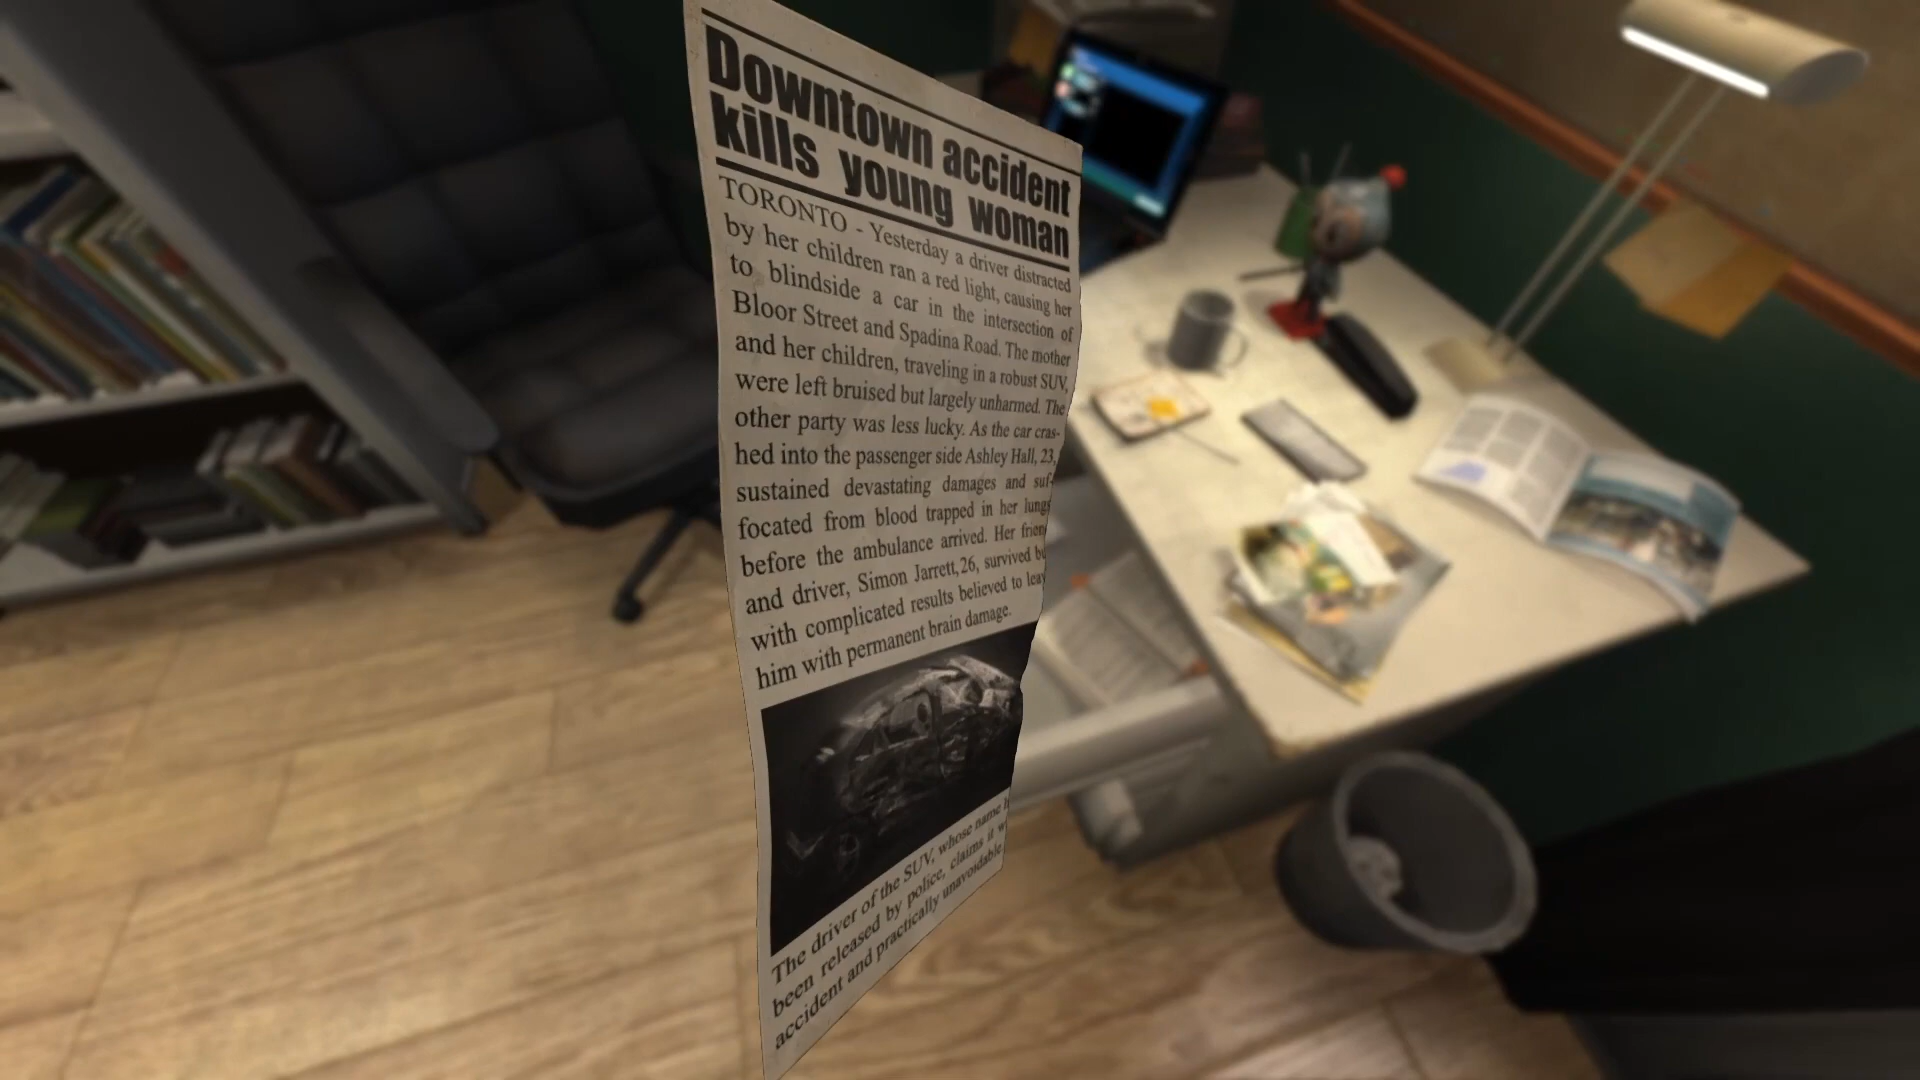 Downtown accident
kills young woman
TORONTO - Yesterday a driver distracted
by her children ran a red light, causing her
to blindside a car in the intersection of
Bloor Street and Spadina Road. The mother
and her children, traveling in a robust SUV,
were left bruised but largely unharmed. The
other party was less lucky. As the car cras-
hed into the passenger side Ashley Hall, 23,
sustained devastating damages and suf-
focated from blood trapped in her lungs
before the ambulance arrived. Her
and driver, Simon Jarrett, 26, survived
with complicated results believed to
him with permanent brain damage.
The driver of the SUV, whose name
been released by police, claims it
accident and practically unavoidable